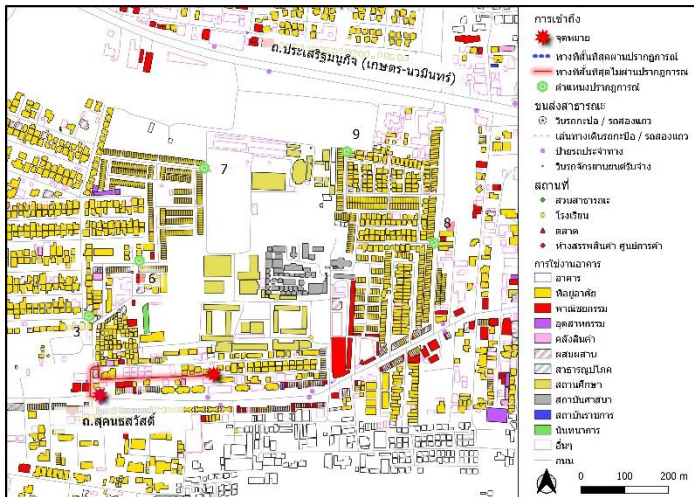 ถ.ประเสริฐมนูกิจ (เกษตร-นวมินทร์)
9
7
8
6
3
ถ.สุคนธสวัสดิ์
การเข้าถึง
จุดหมาย
ทางที่สั้นที่สุดผ่านปรากฏการณ์
ทางที่สั้นที่สุดไม่ผ่านปรากฏการณ์
ตำแหน่งปรากฏการณ์
ขนส่งสาธารณะ
วินรถกะป๊อ / รถสองแถว
เส้นทางเดินรถกะป๊อ / รถสองแถว
ป้ายรถประจำทาง
วินรถจักรยานยนต์รับจ้าง
สถานที่
สวนสาธารณะ
โรงเรียน
ตลาด
ห้างสรรพสินค้า ศูนย์การค้า
การใช้งานอาคาร
อาคาร
ที่อยู่อาศัย
พาณิชยกรรม
อุตสาหกรรม
คลังสินค้า
ผสมผสาน
สาธารณูปโภค
สถานศึกษา
สถาบันศาสนา
สถาบันราชการ
นันทนาการ
อื่นๆ
ถนน
0 100 200 m